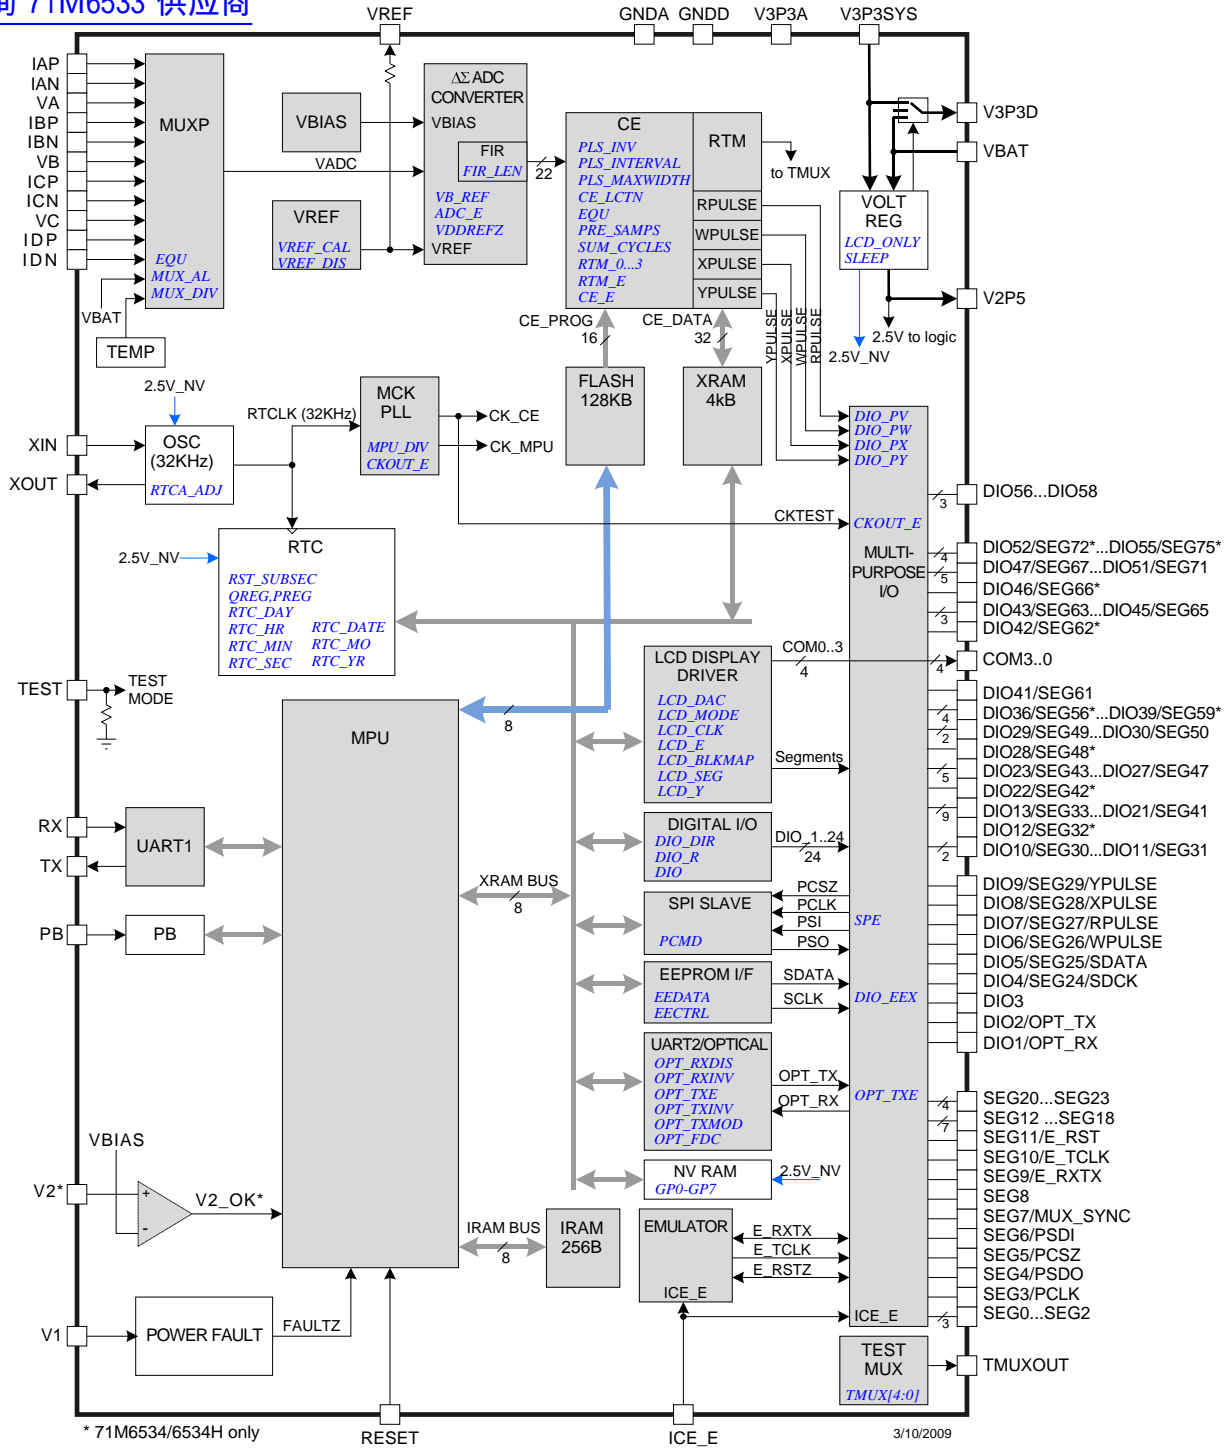 询 71M6533 供应商
VREF
GNDA GNDD
V3P3A
V3P3SYS
IAP
IAN
VA
IBP
IBN
VB
ICP
ICN
VC
IDP
IDN
MUXP
EQU
MUX_AL
MUX_DIV
VBAT
TEMP
VBIAS
VADC
VREF
VREF_CAL
VREF_DIS
ΔΣ ADC
CONVERTER
VBIAS
FIR
FIR_LEN
VB_REF
ADC_E
VDDREFZ
VREF
22
CE
PLS_INV
PLS_INTERVAL
PLS_MAXWIDTH
CE_LCTN
EQU
PRE_SAMPS
SUM_CYCLES
RTM_0...3
RTM_E
CE_E
RTM
to TMUX
RPULSE
WPULSE
XPULSE
YPULSE
V3P3D
VBAT
VOLT
REG
LCD_ONLY
SLEEP
V2P5
2.5V to logic
2.5V_NV
CE_PROG
16
CE_DATA
32
YPULSE
XPULSE
WPULSE
RPULSE
FLASH
128KB
XRAM
4kB
2.5V_NV
XIN
XOUT
OSC
(32KHz)
RTCA_ADJ
RTCLK (32KHz)
MCK
PLL
MPU_DIV
CKOUT_E
CK_CE
CK_MPU
DIO_PV
DIO_PW
DIO_PX
DIO_PY
CKTEST
CKOUT_E
MULTI-
PURPOSE
I/O
2.5V_NV
RTC
RST_SUBSEC
QREG,PREG
RTC_DAY
RTC_HR
RTC_MIN
RTC_SEC
RTC_DATE
RTC_MO
RTC_YR
3
DIO56...DIO58
4
DIO52/SEG72*...DIO55/SEG75*
5
DIO47/SEG67...DIO51/SEG71
DIO46/SEG66*
3
DIO43/SEG63...DIO45/SEG65
DIO42/SEG62*
TEST
TEST
MODE
MPU
8
LCD DISPLAY
DRIVER
LCD_DAC
LCD_MODE
LCD_CLK
LCD_E
LCD_BLKMAP
LCD_SEG
LCD_Y
COM0..3
4
4
COM3..0
Segments
DIO41/SEG61
4
DIO36/SEG56*...DIO39/SEG59*
2
DIO29/SEG49...DIO30/SEG50
DIO28/SEG48*
5
DIO23/SEG43...DIO27/SEG47
DIO22/SEG42*
9
DIO13/SEG33...DIO21/SEG41
DIO12/SEG32*
2
DIO10/SEG30...DIO11/SEG31
RX
TX
UART1
PB
PB
XRAM BUS
8
DIGITAL I/O
DIO_DIR
DIO_R
DIO
DIO_1..24
24
SPI SLAVE
PCMD
PCSZ
PCLK
PSI
PSO
SPE
EEPROM I/F
EEDATA
EECTRL
SDATA
SCLK
DIO_EEX
DIO9/SEG29/YPULSE
DIO8/SEG28/XPULSE
DIO7/SEG27/RPULSE
DIO6/SEG26/WPULSE
DIO5/SEG25/SDATA
DIO4/SEG24/SDCK
DIO3
DIO2/OPT_TX
DIO1/OPT_RX
UART2/OPTICAL
OPT_RXDIS
OPT_RXINV
OPT_TXE
OPT_TXINV
OPT_TXMOD
OPT_FDC
OPT_TX
OPT_RX
OPT_TXE
NV RAM
GP0-GP7
2.5V_NV
VBIAS
V2*
+
-
V2_OK*
IRAM BUS
8
IRAM
256B
EMULATOR
ICE_E
E_RXTX
E_TCLK
E_RSTZ
ICE_E
4
SEG20...SEG23
7
SEG12 ...SEG18
SEG11/E_RST
SEG10/E_TCLK
SEG9/E_RXTX
SEG8
SEG7/MUX_SYNC
SEG6/PSDI
SEG5/PCSZ
SEG4/PSDO
SEG3/PCLK
3
SEG0...SEG2
V1
POWER FAULT
FAULTZ
TEST
MUX
TMUX[4:0]
TMUXOUT
* 71M6534/6534H only
RESET
ICE_E
3/10/2009